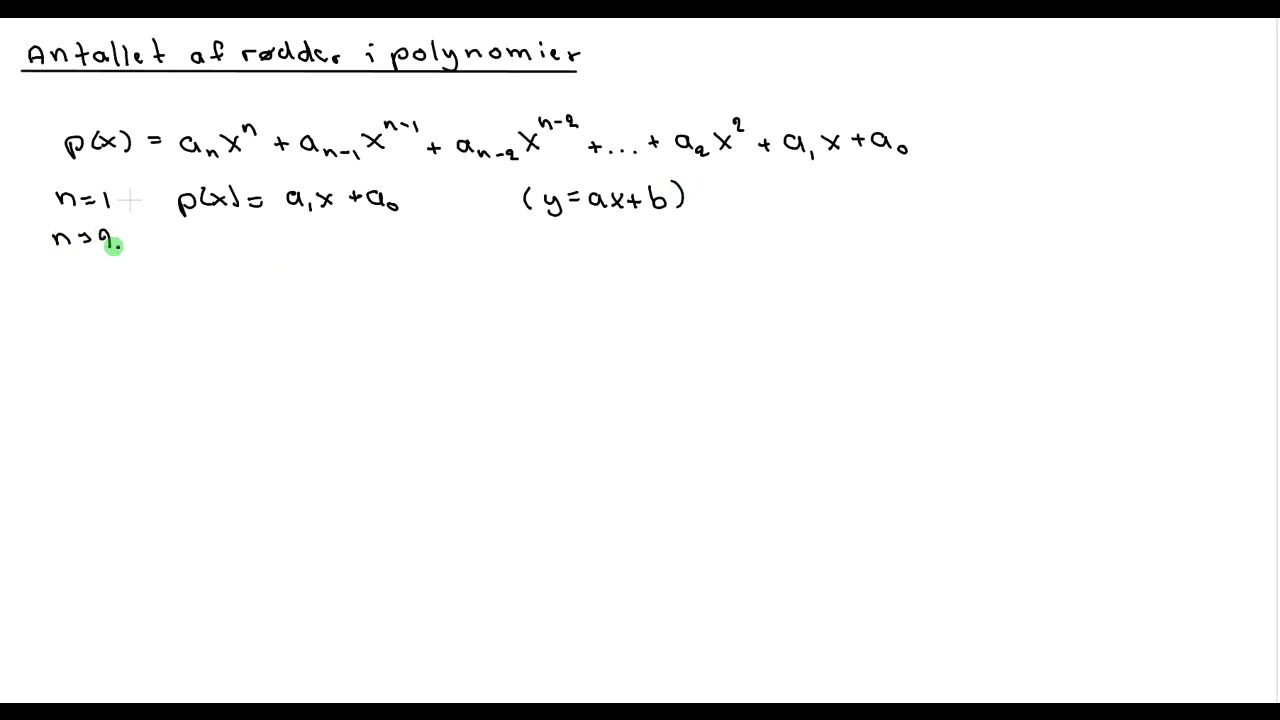 Antallet af rødder i polynomier
p(x) = aₙxⁿ + aₙ₋₁xⁿ⁻¹ + aₙ₋₂xⁿ⁻² + ... + a₂x² + a₁x + a₀
n=1 p(x) = a₁x + a₀ (y=ax+b)
n=2